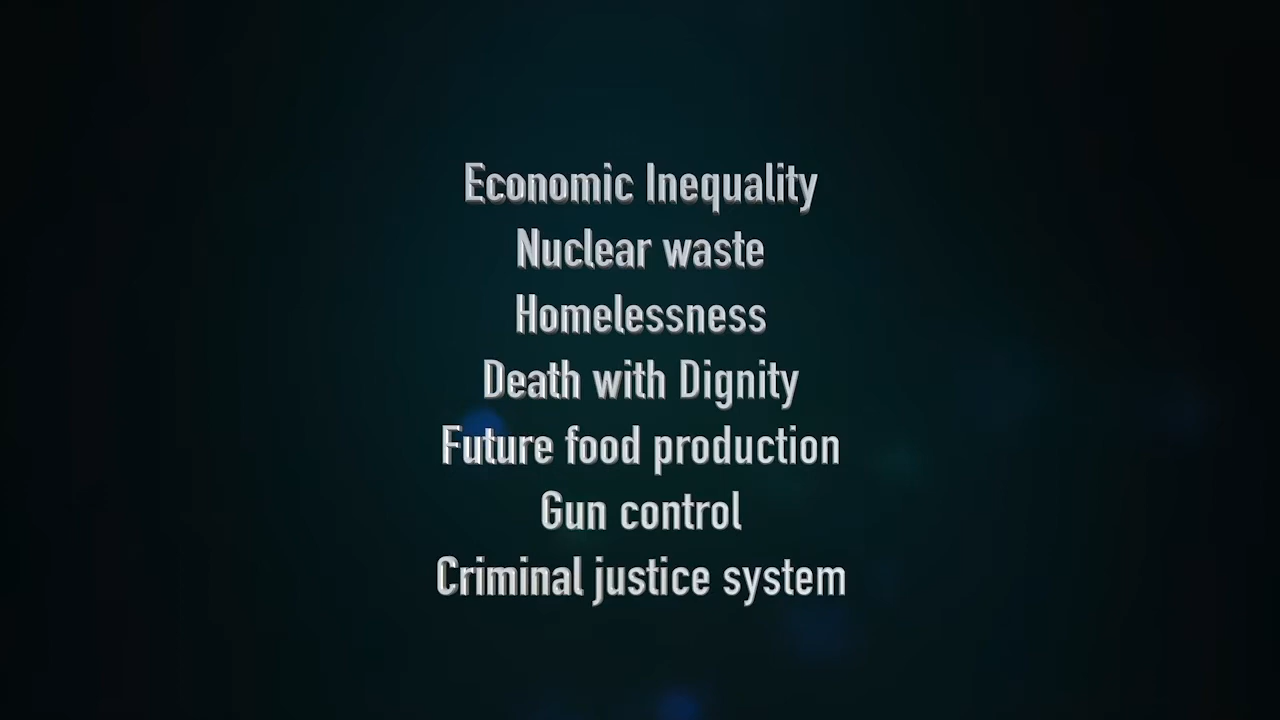 Economic Inequality
Nuclear waste
Homelessness
Death with Dignity
Future food production
Gun control
Criminal justice system